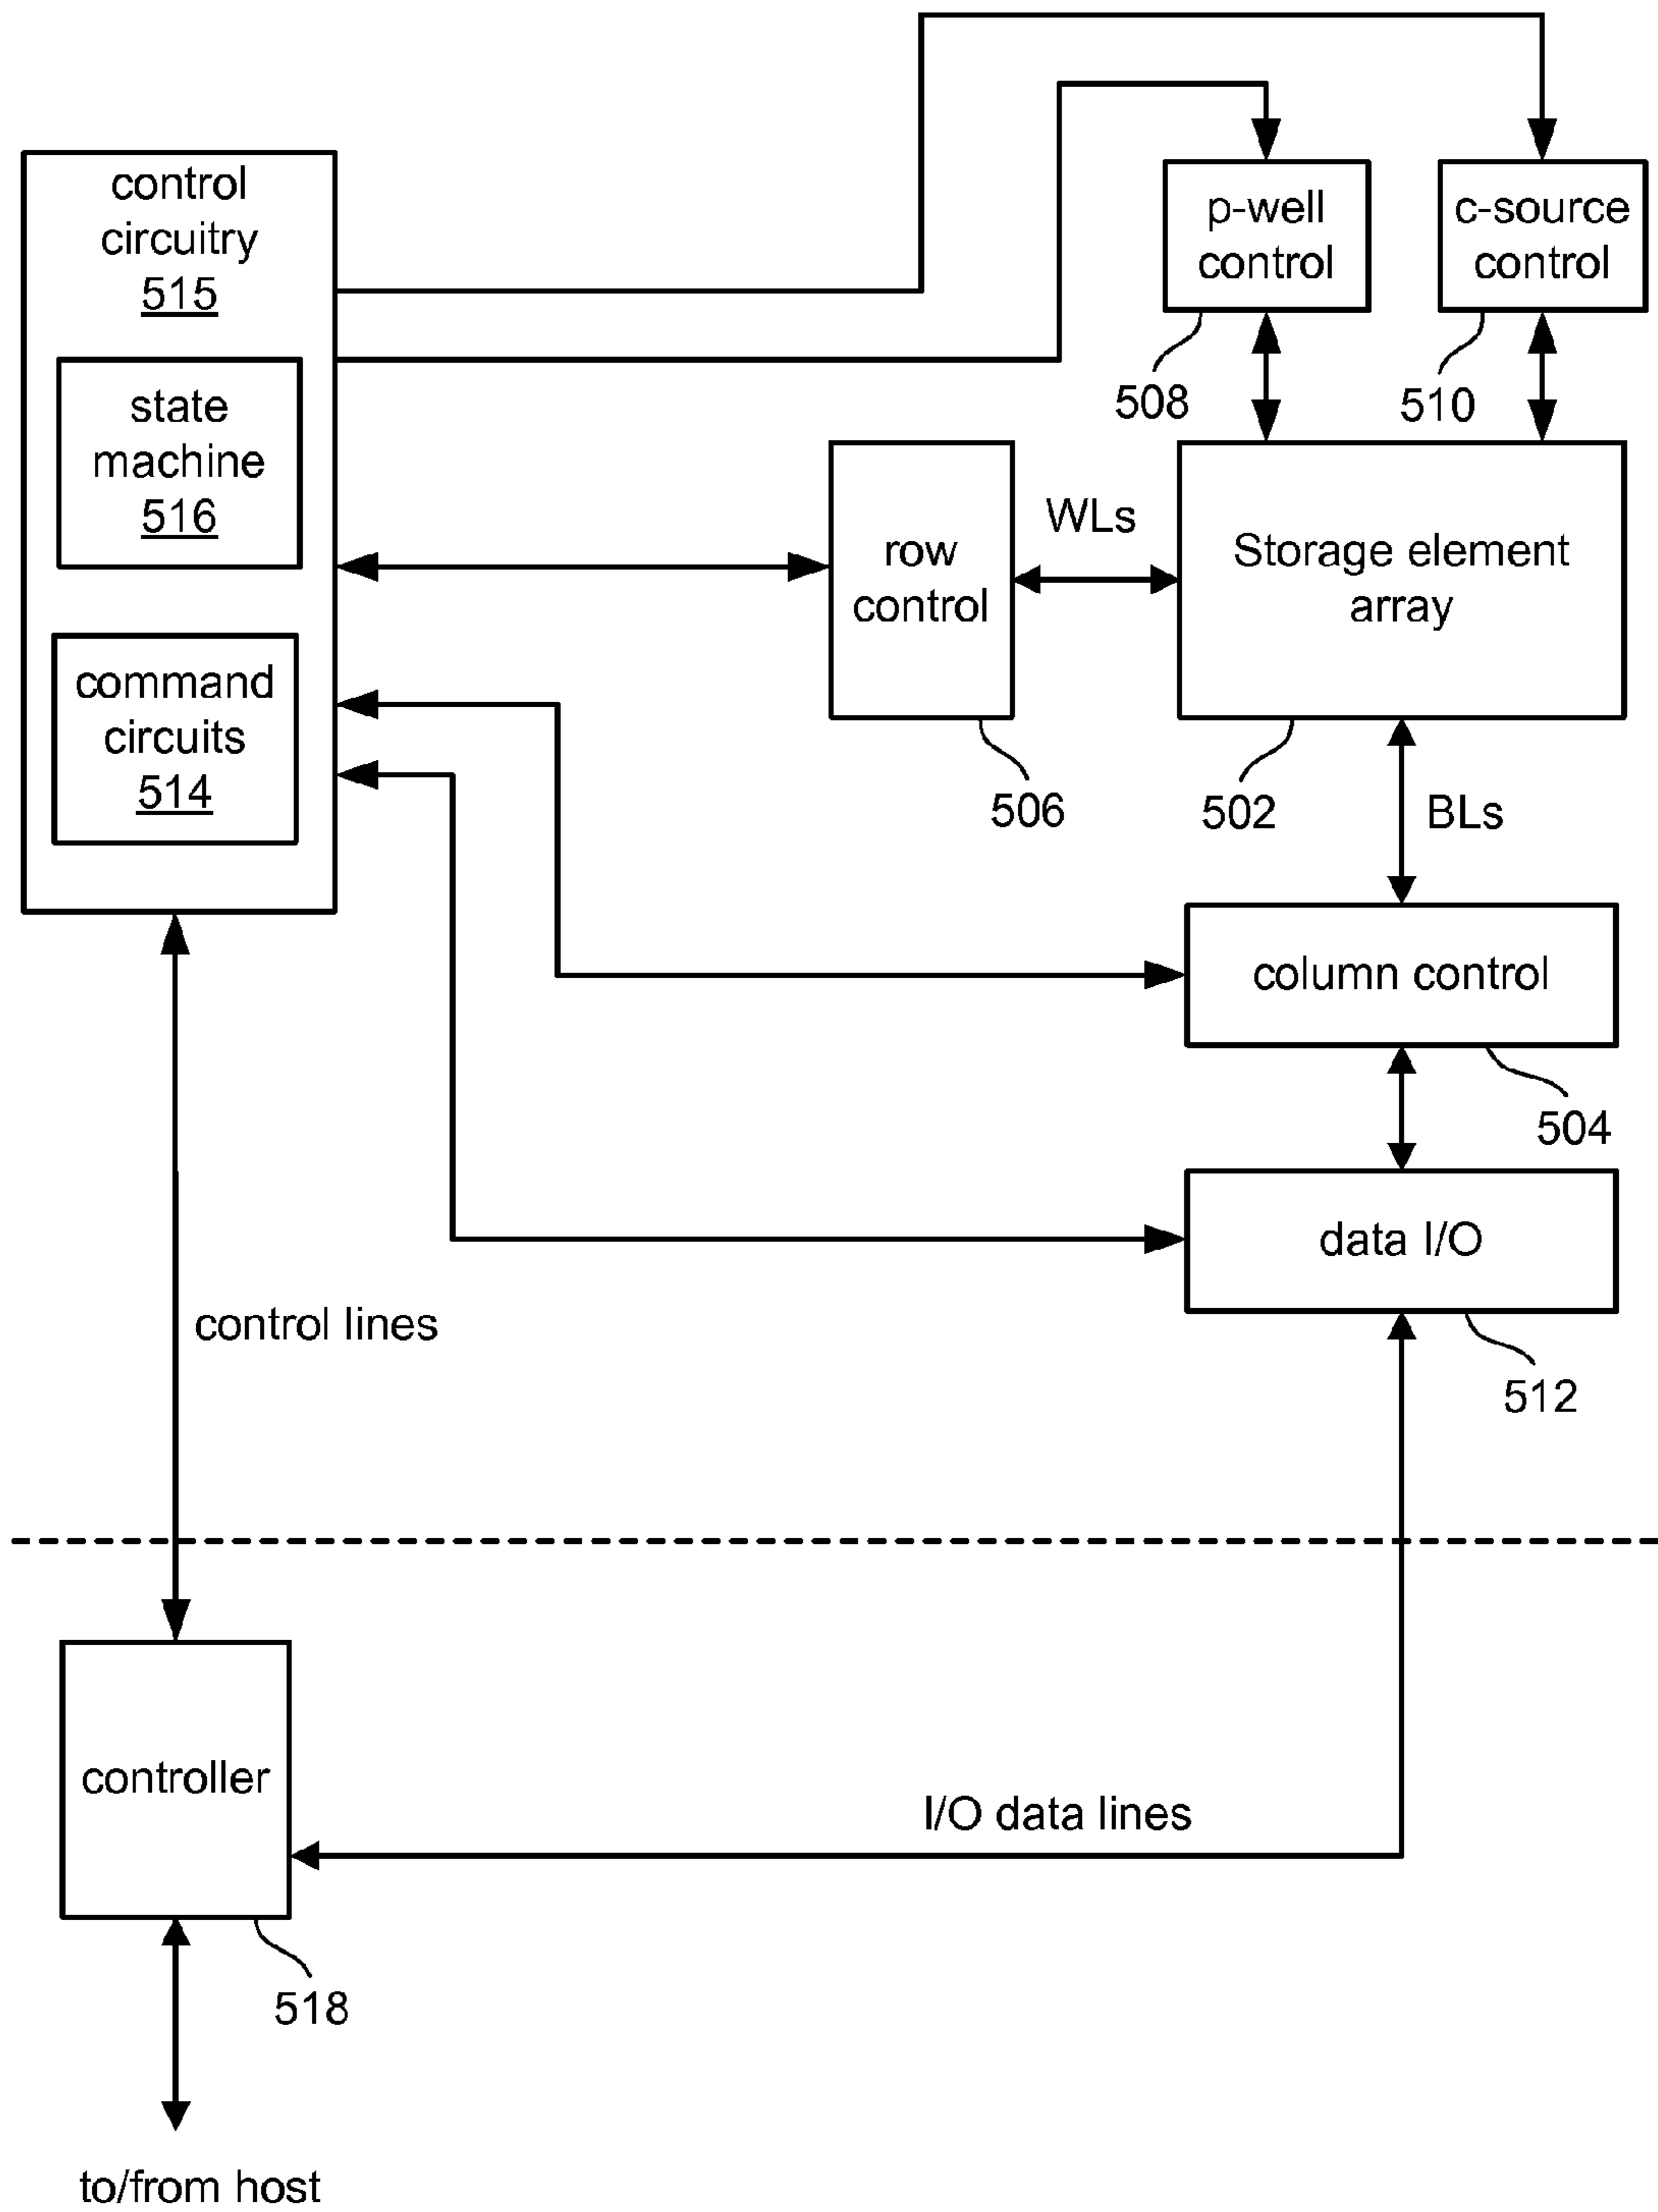 control
circuitry
515
state
machine
516
command
circuits
514
p-well
control
508
c-source
control
510
row
control
506
WLs
Storage element
array
502
BLs
column control
504
data I/O
512
control lines
controller
518
I/O data lines
to/from host